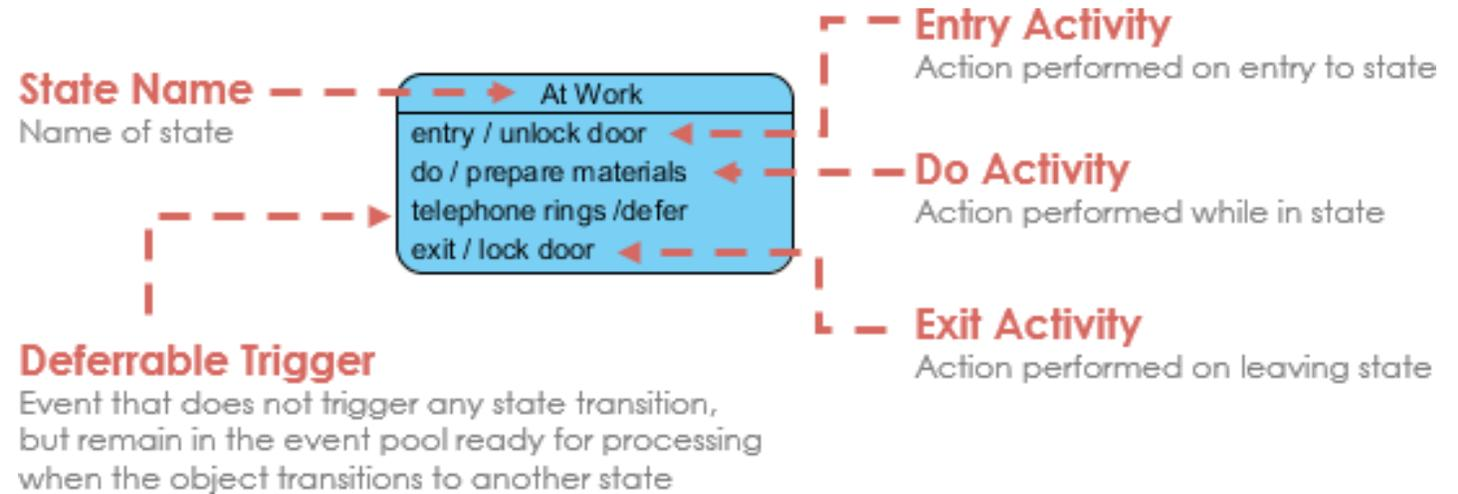 State Name
Name of state
At Work
entry / unlock door
do / prepare materials
telephone rings /defer
exit / lock door
Entry Activity
Action performed on entry to state
Do Activity
Action performed while in state
Exit Activity
Action performed on leaving state
Deferrable Trigger
Event that does not trigger any state transition,
but remain in the event pool ready for processing
when the object transitions to another state